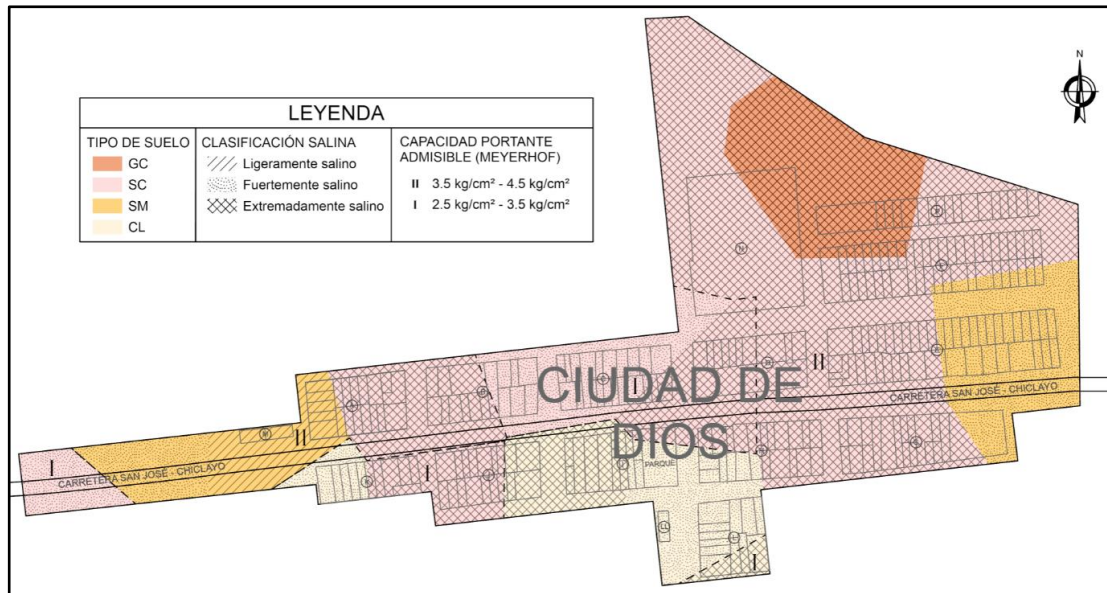 N
LEYENDA
TIPO DE SUELO
GC
SC
SM
CL
CLASIFICACIÓN SALINA
Ligeramente salino
Fuertemente salino
Extremadamente salino
CAPACIDAD PORTANTE
ADMISIBLE (MEYERHOF)
II 3.5 kg/cm² - 4.5 kg/cm²
I 2.5 kg/cm² - 3.5 kg/cm²
II
I
CIUDAD DE
DIOS
CARRETERA SAN JOSÉ - CHICLAYO
II
I
CARRETERA SAN JOSÉ - CHICLAYO
I
PARQUE
I